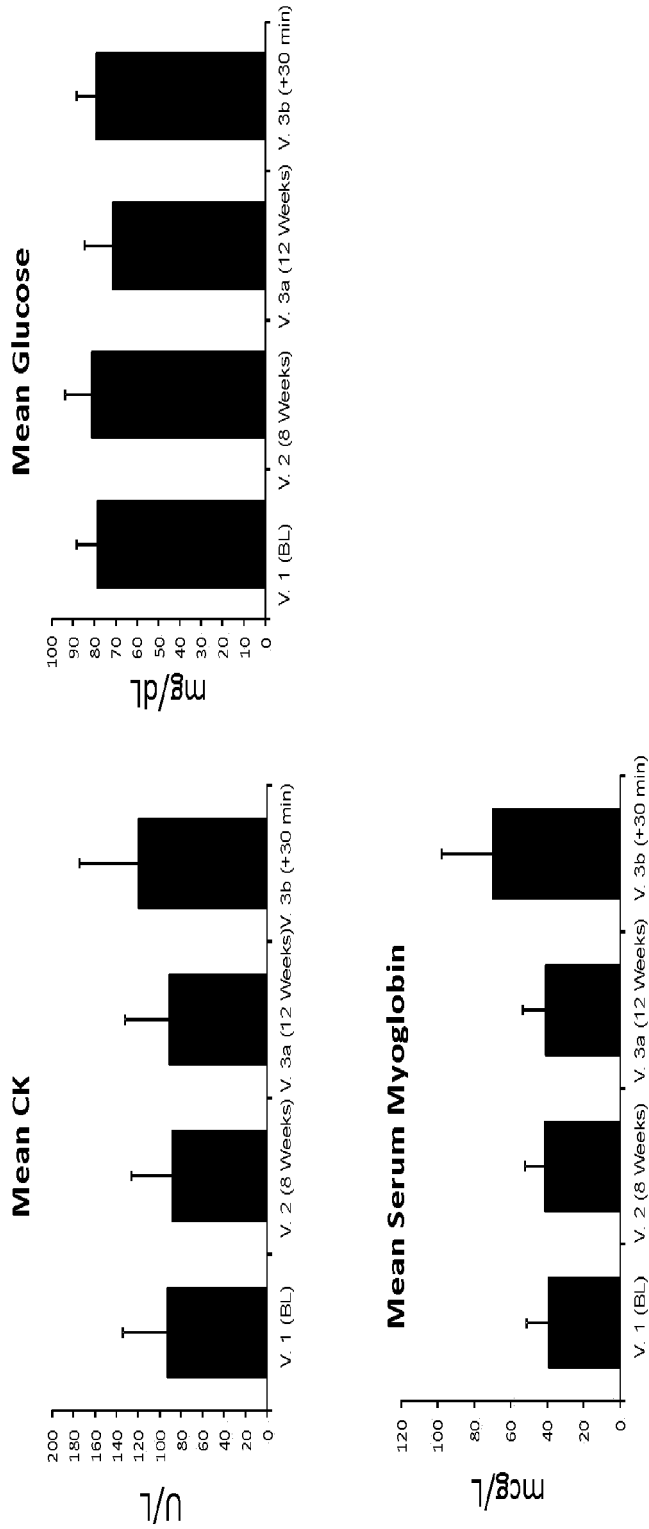 Mean CK
U/L
200
180
160
140
120
100
80
60
40
20
0
V. 1 (BL)
V. 2 (8 Weeks)
V. 3a (12 Weeks)
V. 3b (+30 min)
Mean Glucose
mg/dL
100
90
80
70
60
50
40
30
20
10
0
V. 1 (BL)
V. 2 (8 Weeks)
V. 3a (12 Weeks)
V. 3b (+30 min)
Mean Serum Myoglobin
mcg/L
120
100
80
60
40
20
0
V. 1 (BL)
V. 2 (8 Weeks)
V. 3a (12 Weeks)
V. 3b (+30 min)